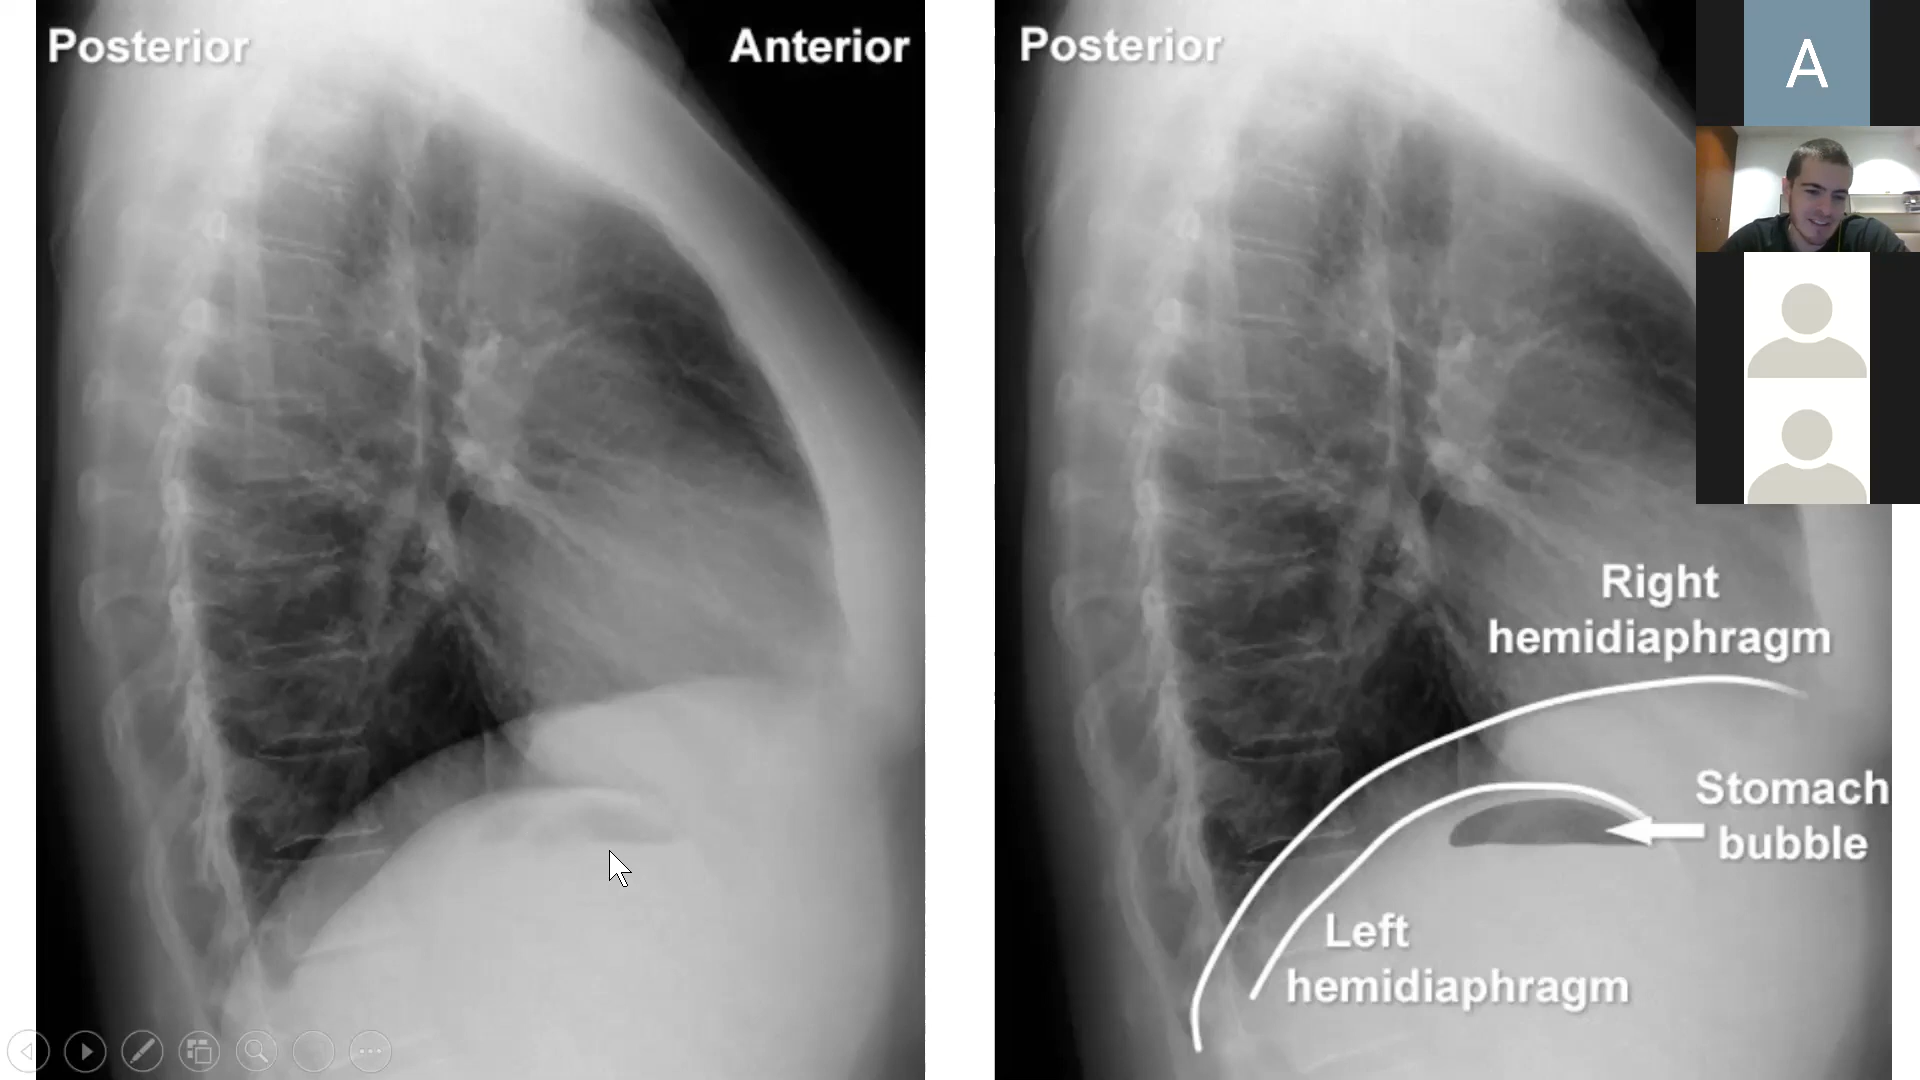 Posterior
Anterior
Posterior
A
Right
hemidiaphragm
Stomach
bubble
Left
hemidiaphragm